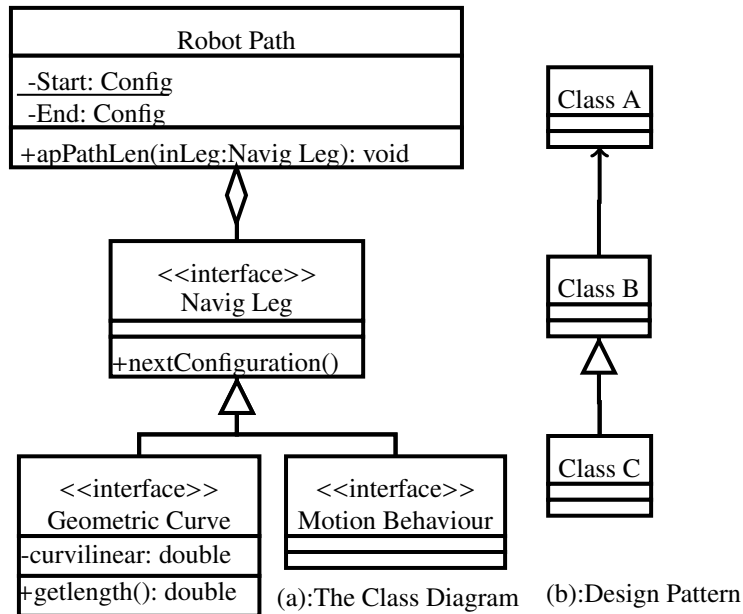 Robot Path
-Start: Config
-End: Config
+apPathLen(inLeg:Navig Leg): void
<<interface>>
Navig Leg
+nextConfiguration()
<<interface>>
Geometric Curve
-curvilinear: double
+getlength(): double
<<interface>>
Motion Behaviour
(a):The Class Diagram
Class A
Class B
Class C
(b):Design Pattern